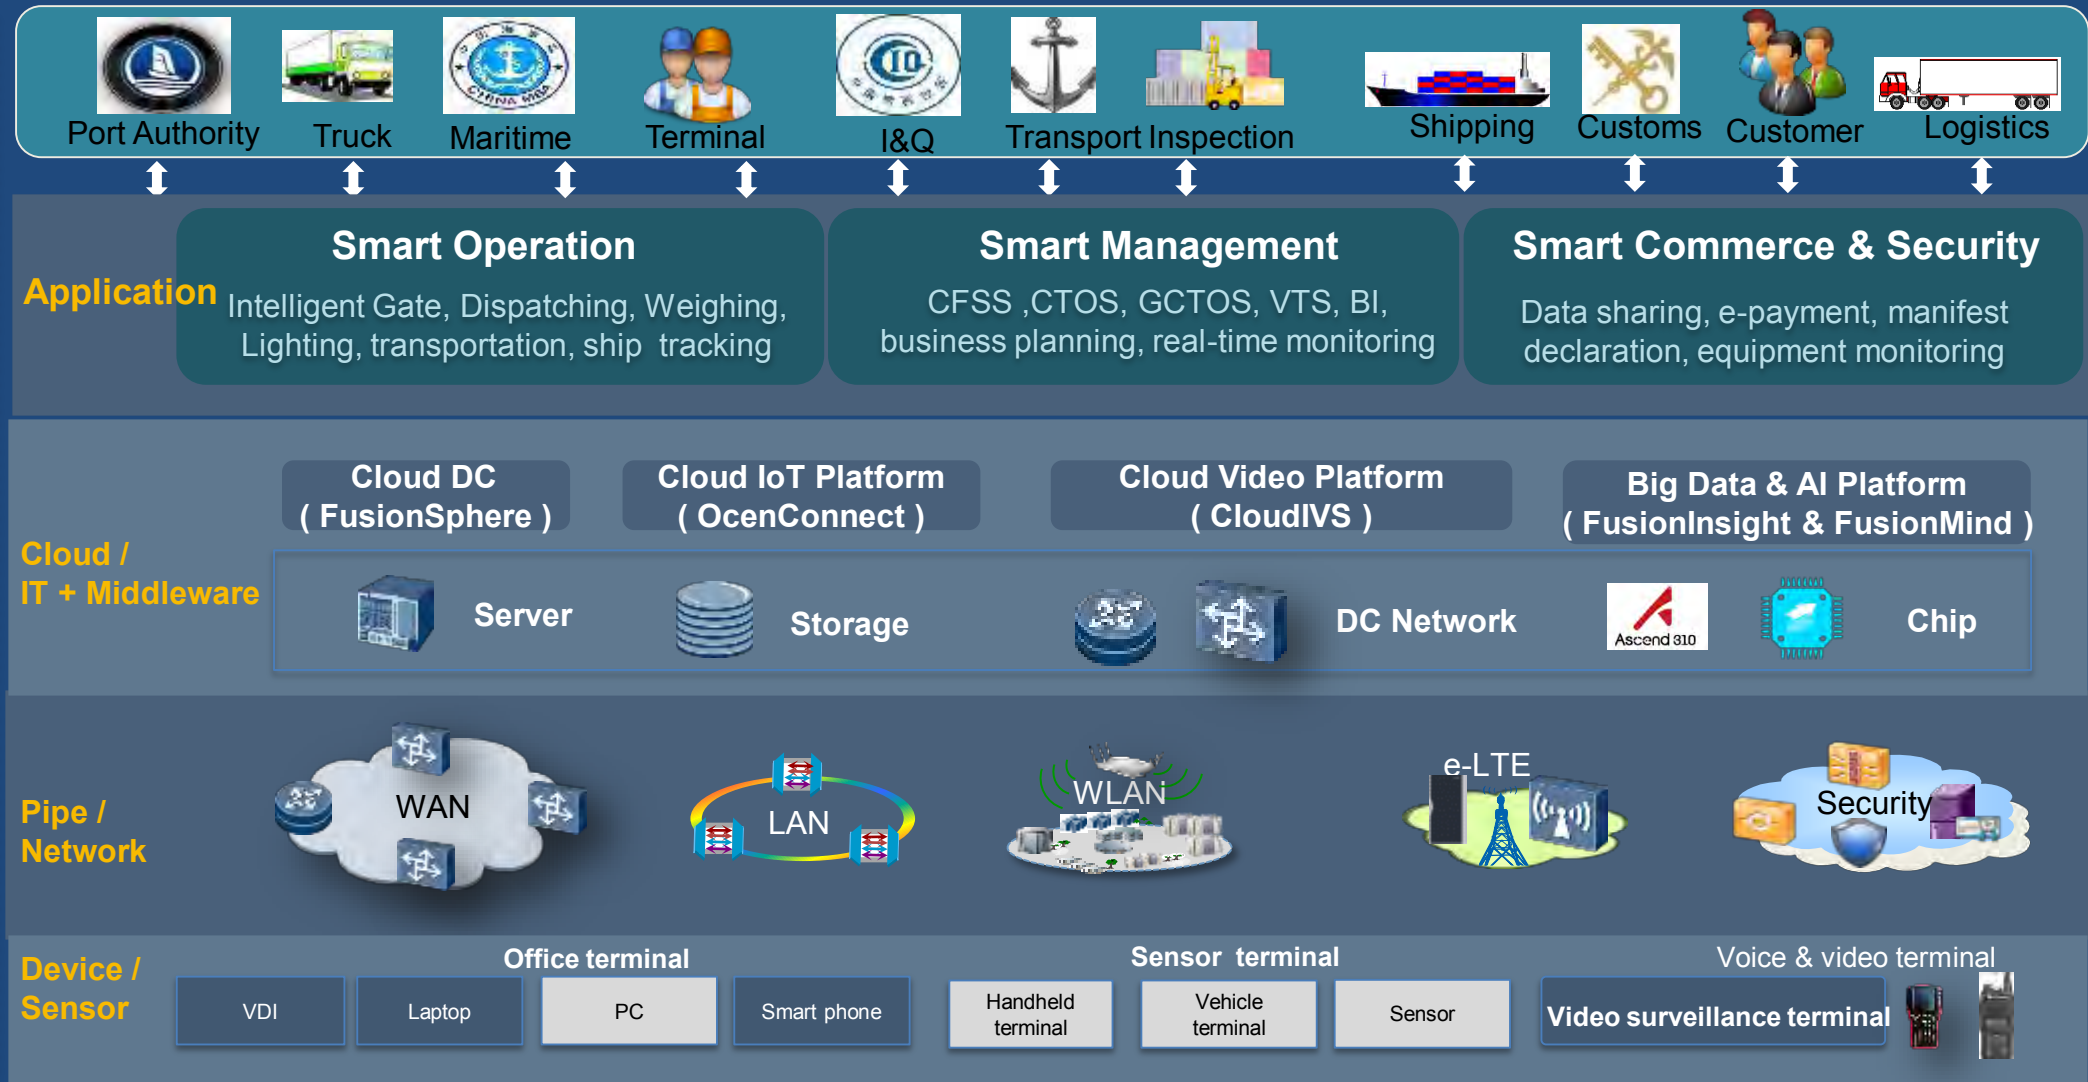 Port Authority
Truck
Maritime
Terminal
I&Q
Transport
Inspection
Shipping
Customs
Customer
Logistics
CHINA MSA
CIQ
Application
Smart Operation
Intelligent Gate, Dispatching, Weighing,
Lighting, transportation, ship tracking
Smart Management
CFSS ,CTOS, GCTOS, VTS, BI,
business planning, real-time monitoring
Smart Commerce & Security
Data sharing, e-payment, manifest
declaration, equipment monitoring
Cloud /
IT + Middleware
Cloud DC
( FusionSphere )
Cloud IoT Platform
( OcenConnect )
Cloud Video Platform
( CloudIVS )
Big Data & AI Platform
( FusionInsight & FusionMind )
Server
Storage
DC Network
Ascend 310
Chip
Pipe /
Network
WAN
LAN
WLAN
e-LTE
Security
Device /
Sensor
Office terminal
VDI
Laptop
PC
Smart phone
Sensor terminal
Handheld
terminal
Vehicle
terminal
Sensor
Voice & video terminal
Video surveillance terminal